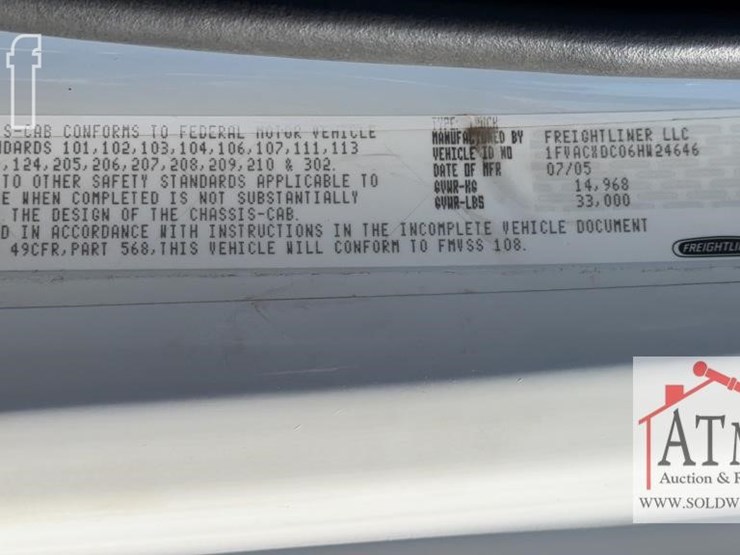 f
S-CAB CONFORMS TO FEDERAL MOTOR VEHICLE
NDARDS 101,102,103,104,106,107,111,113
,124,205,206,207,208,209,210 & 302.
TO OTHER SAFETY STANDARDS APPLICABLE TO
E WHEN COMPLETED IS NOT SUBSTANTIALLY
THE DESIGN OF THE CHASSIS-CAB.
D IN ACCORDANCE WITH INSTRUCTIONS IN THE INCOMPLETE VEHICLE DOCUMENT
49CFR,PART 568,THIS VEHICLE WILL CONFORM TO FMVSS 108.
TYPE:
MANUFACTURED BY FREIGHTLINER LLC
VEHICLE ID NO 1FVACXDC06HW24646
DATE OF MFR 07/05
GVWR-KG 14,968
GVWR-LBS 33,000
FREIGHTLI
ATM
Auction & R
WWW.SOLDW